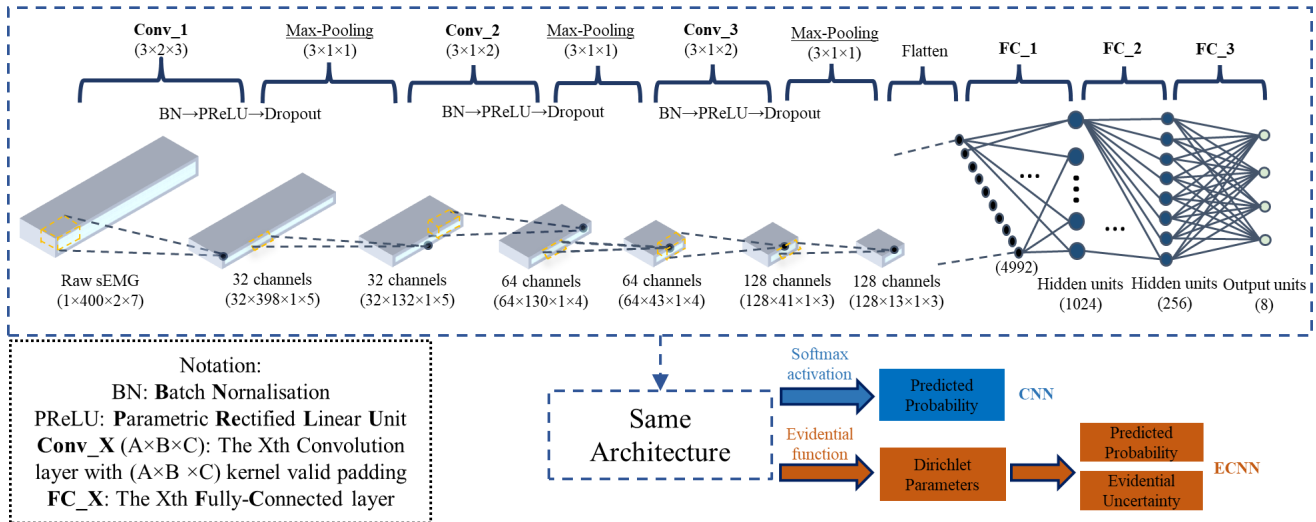 Conv_1
(3×2×3)
Max-Pooling
(3×1×1)
Conv_2
(3×1×2)
Max-Pooling
(3×1×1)
Conv_3
(3×1×2)
Max-Pooling
(3×1×1)
Flatten
FC_1
FC_2
FC_3
BN→PReLU→Dropout
BN→PReLU→Dropout
BN→PReLU→Dropout
Raw sEMG
(1×400×2×7)
32 channels
(32×398×1×5)
32 channels
(32×132×1×5)
64 channels
(64×130×1×4)
64 channels
(64×43×1×4)
128 channels
(128×41×1×3)
128 channels
(128×13×1×3)
(4992)
Hidden units
(1024)
Hidden units
(256)
Output units
(8)
Notation:
BN: Batch Nornalisation
PReLU: Parametric Rectified Linear Unit
Conv_X (A×B×C): The Xth Convolution
layer with (A×B ×C) kernel valid padding
FC_X: The Xth Fully-Connected layer
Same
Architecture
Softmax
activation
Predicted
Probability
CNN
Evidential
function
Dirichlet
Parameters
Predicted
Probability
Evidential
Uncertainty
ECNN